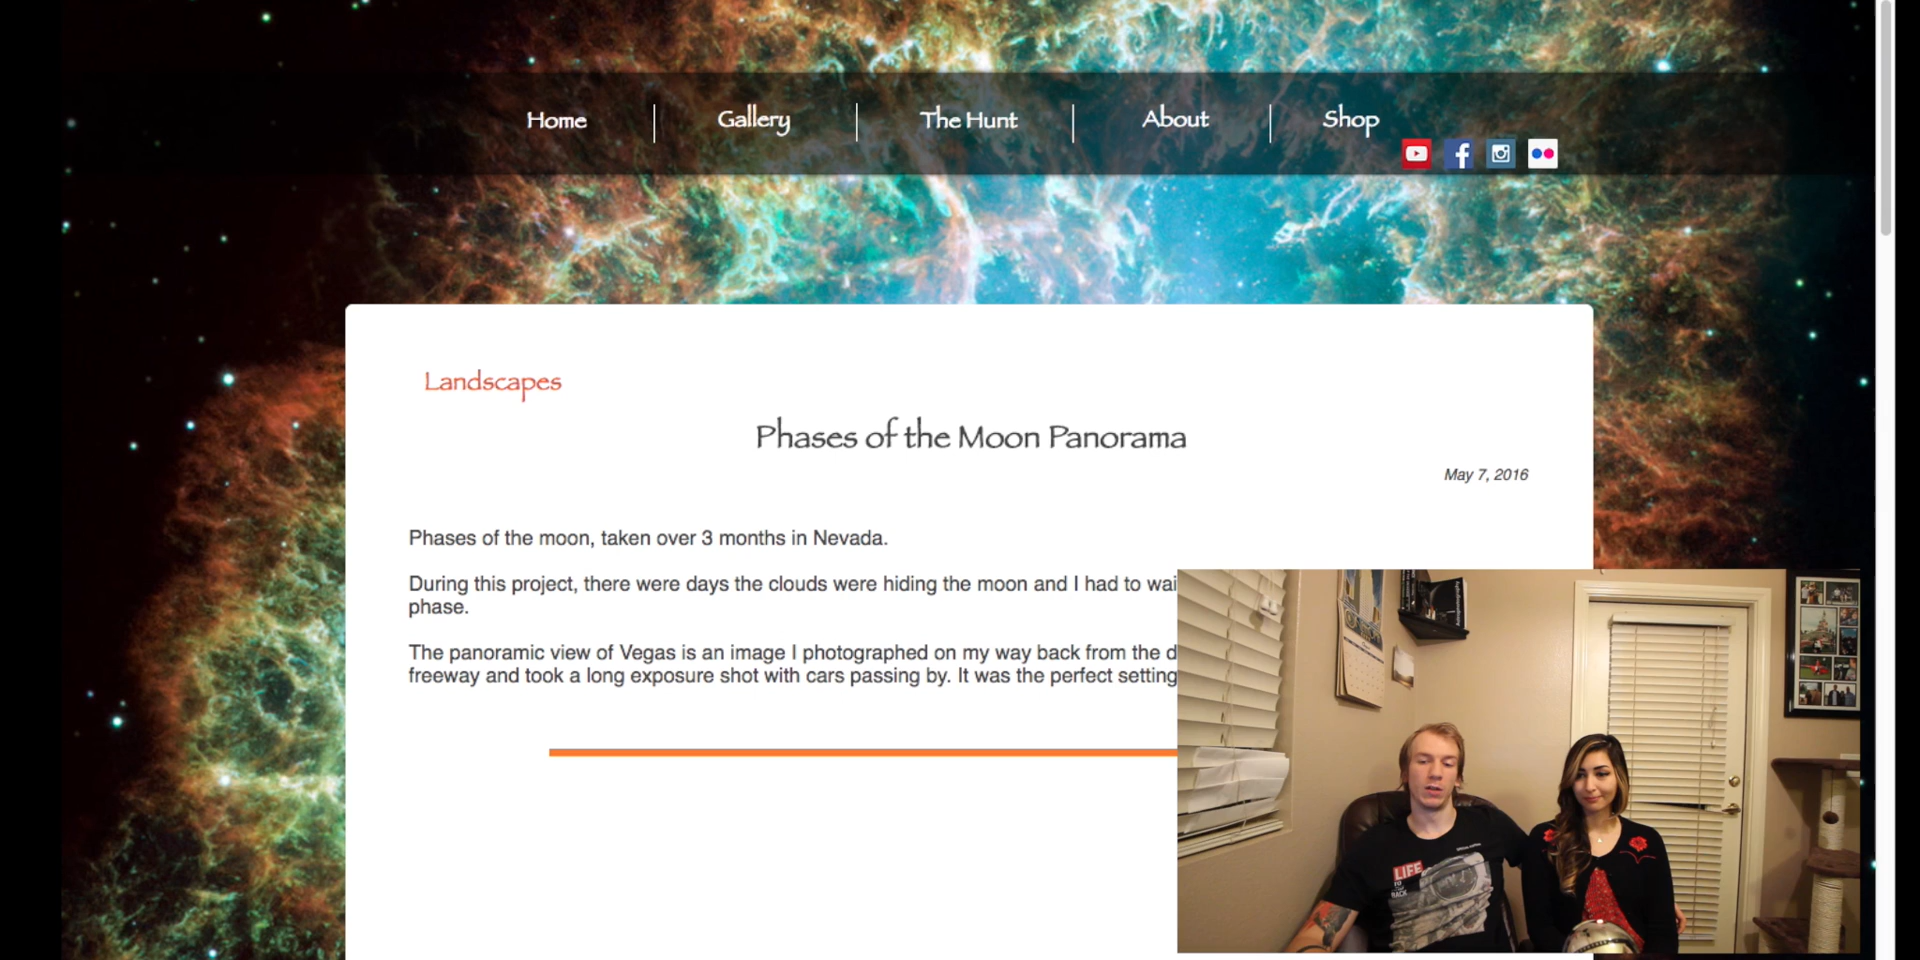 Home
Gallery
The Hunt
About
Shop
Landscapes
Phases of the Moon Panorama
May 7, 2016
Phases of the moon, taken over 3 months in Nevada.
During this project, there were days the clouds were hiding the moon and I had to wai
phase.
The panoramic view of Vegas is an image I photographed on my way back from the d
freeway and took a long exposure shot with cars passing by. It was the perfect setting
LIFE
TO
BACK